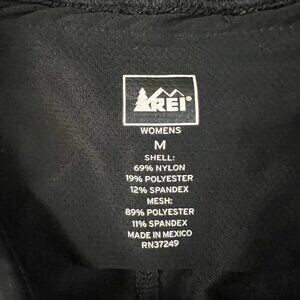 REI®
WOMENS
M
SHELL:
69% NYLON
19% POLYESTER
12% SPANDEX
MESH:
89% POLYESTER
11% SPANDEX
MADE IN MEXICO
RN37249